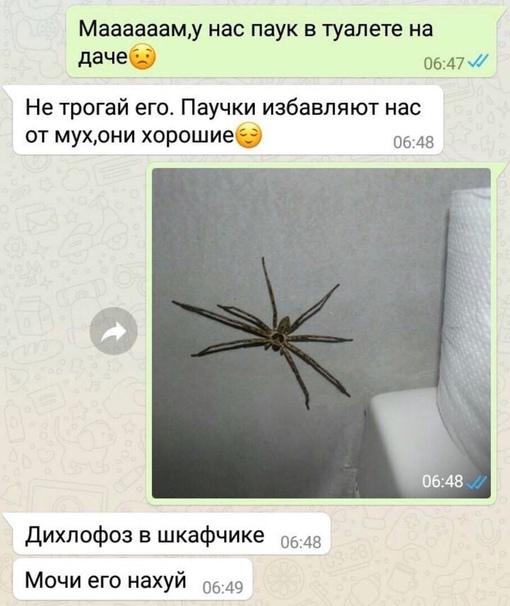 Маааааам,у нас паук в туалете на
даче😟 06:47
Не трогай его. Паучки избавляют нас
от мух,они хорошие😌 06:48
06:48
Дихлофоз в шкафчике 06:48
Мочи его нахуй 06:49